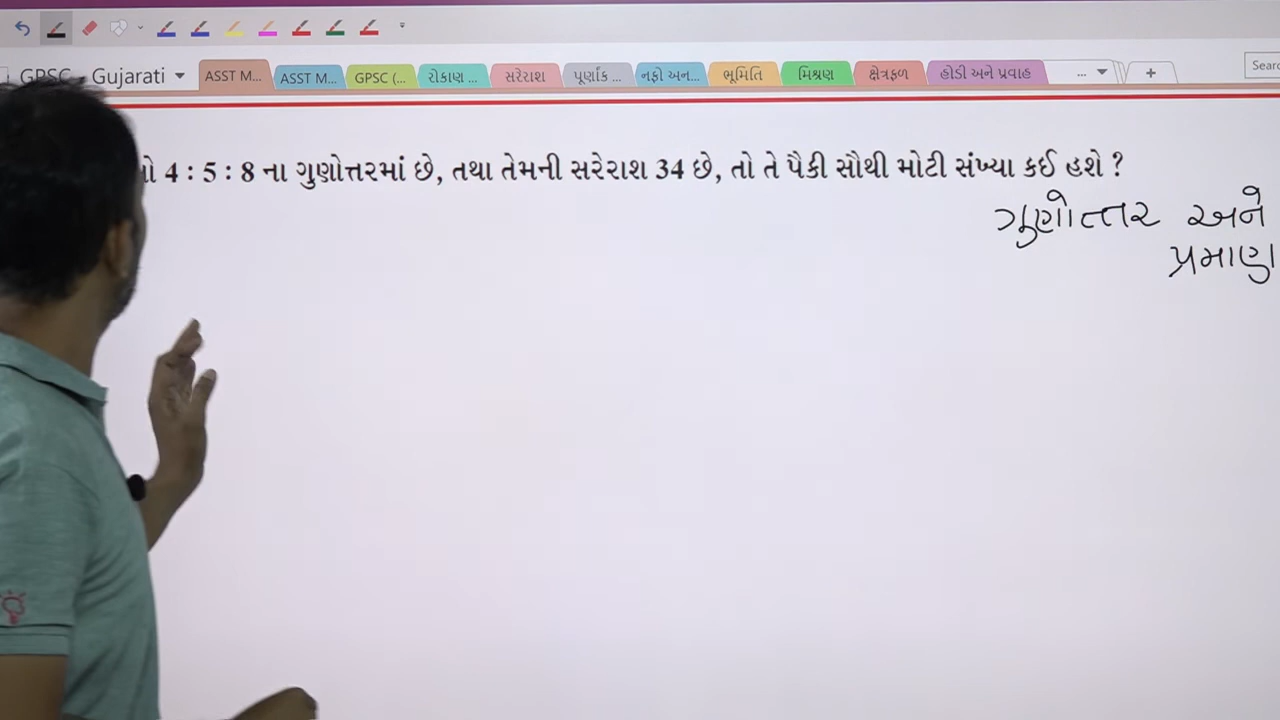 GPSC - Gujarati
ASST M... ASST M... GPSC (... રોકાણ ... સરેરાશ પૂર્ણાંક ... નફો અન... ભૂમિતિ મિશ્રણ ક્ષેત્રફળ હોડી અને પ્રવાહ ... + Searc
4 : 5 : 8 ના ગુણોત્તરમાં છે, તથા તેમની સરેરાશ 34 છે, તો તે પૈકી સૌથી મોટી સંખ્યા કઈ હશે ?
ગુણોત્તર અને
પ્રમાણ